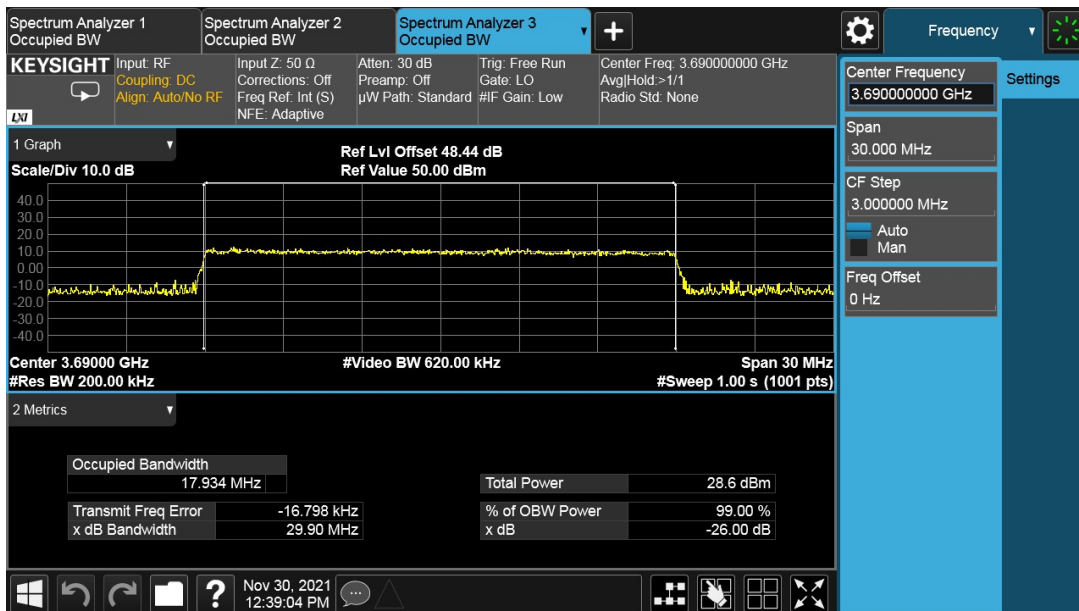 Spectrum Analyzer 1
Occupied BW
Spectrum Analyzer 2
Occupied BW
Spectrum Analyzer 3
Occupied BW
Frequency
KEYSIGHT
LXI
Input: RF
Coupling: DC
Align: Auto/No RF
Input Z: 50 Ω
Corrections: Off
Freq Ref: Int (S)
NFE: Adaptive
Atten: 30 dB
Preamp: Off
µW Path: Standard
Trig: Free Run
Gate: LO
#IF Gain: Low
Center Freq: 3.690000000 GHz
Avg|Hold:>1/1
Radio Std: None
Center Frequency
3.690000000 GHz
Settings
Span
30.000 MHz
CF Step
3.000000 MHz
Auto
Man
Freq Offset
0 Hz
1 Graph
Scale/Div 10.0 dB
Ref Lvl Offset 48.44 dB
Ref Value 50.00 dBm
40.0
30.0
20.0
10.0
0.00
-10.0
-20.0
-30.0
-40.0
Center 3.69000 GHz
#Video BW 620.00 kHz
Span 30 MHz
#Res BW 200.00 kHz
#Sweep 1.00 s (1001 pts)
2 Metrics
Occupied Bandwidth
17.934 MHz
Total Power 28.6 dBm
Transmit Freq Error -16.798 kHz
% of OBW Power 99.00 %
x dB Bandwidth 29.90 MHz
x dB -26.00 dB
?
Nov 30, 2021
12:39:04 PM